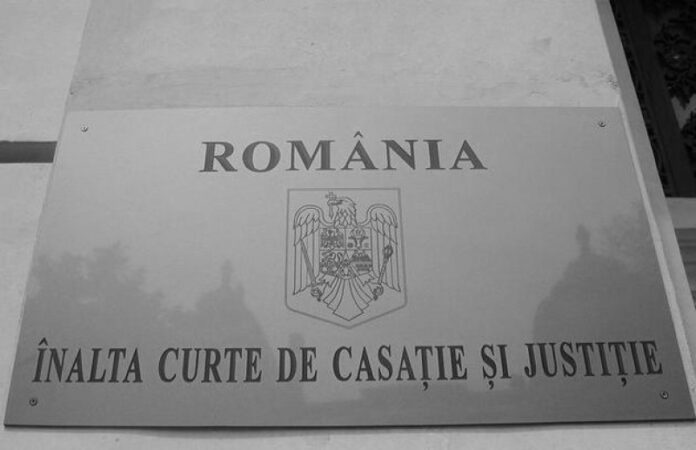 ROMÂNIA
ÎNALTA CURTE DE CASAȚIE ȘI JUSTIȚIE